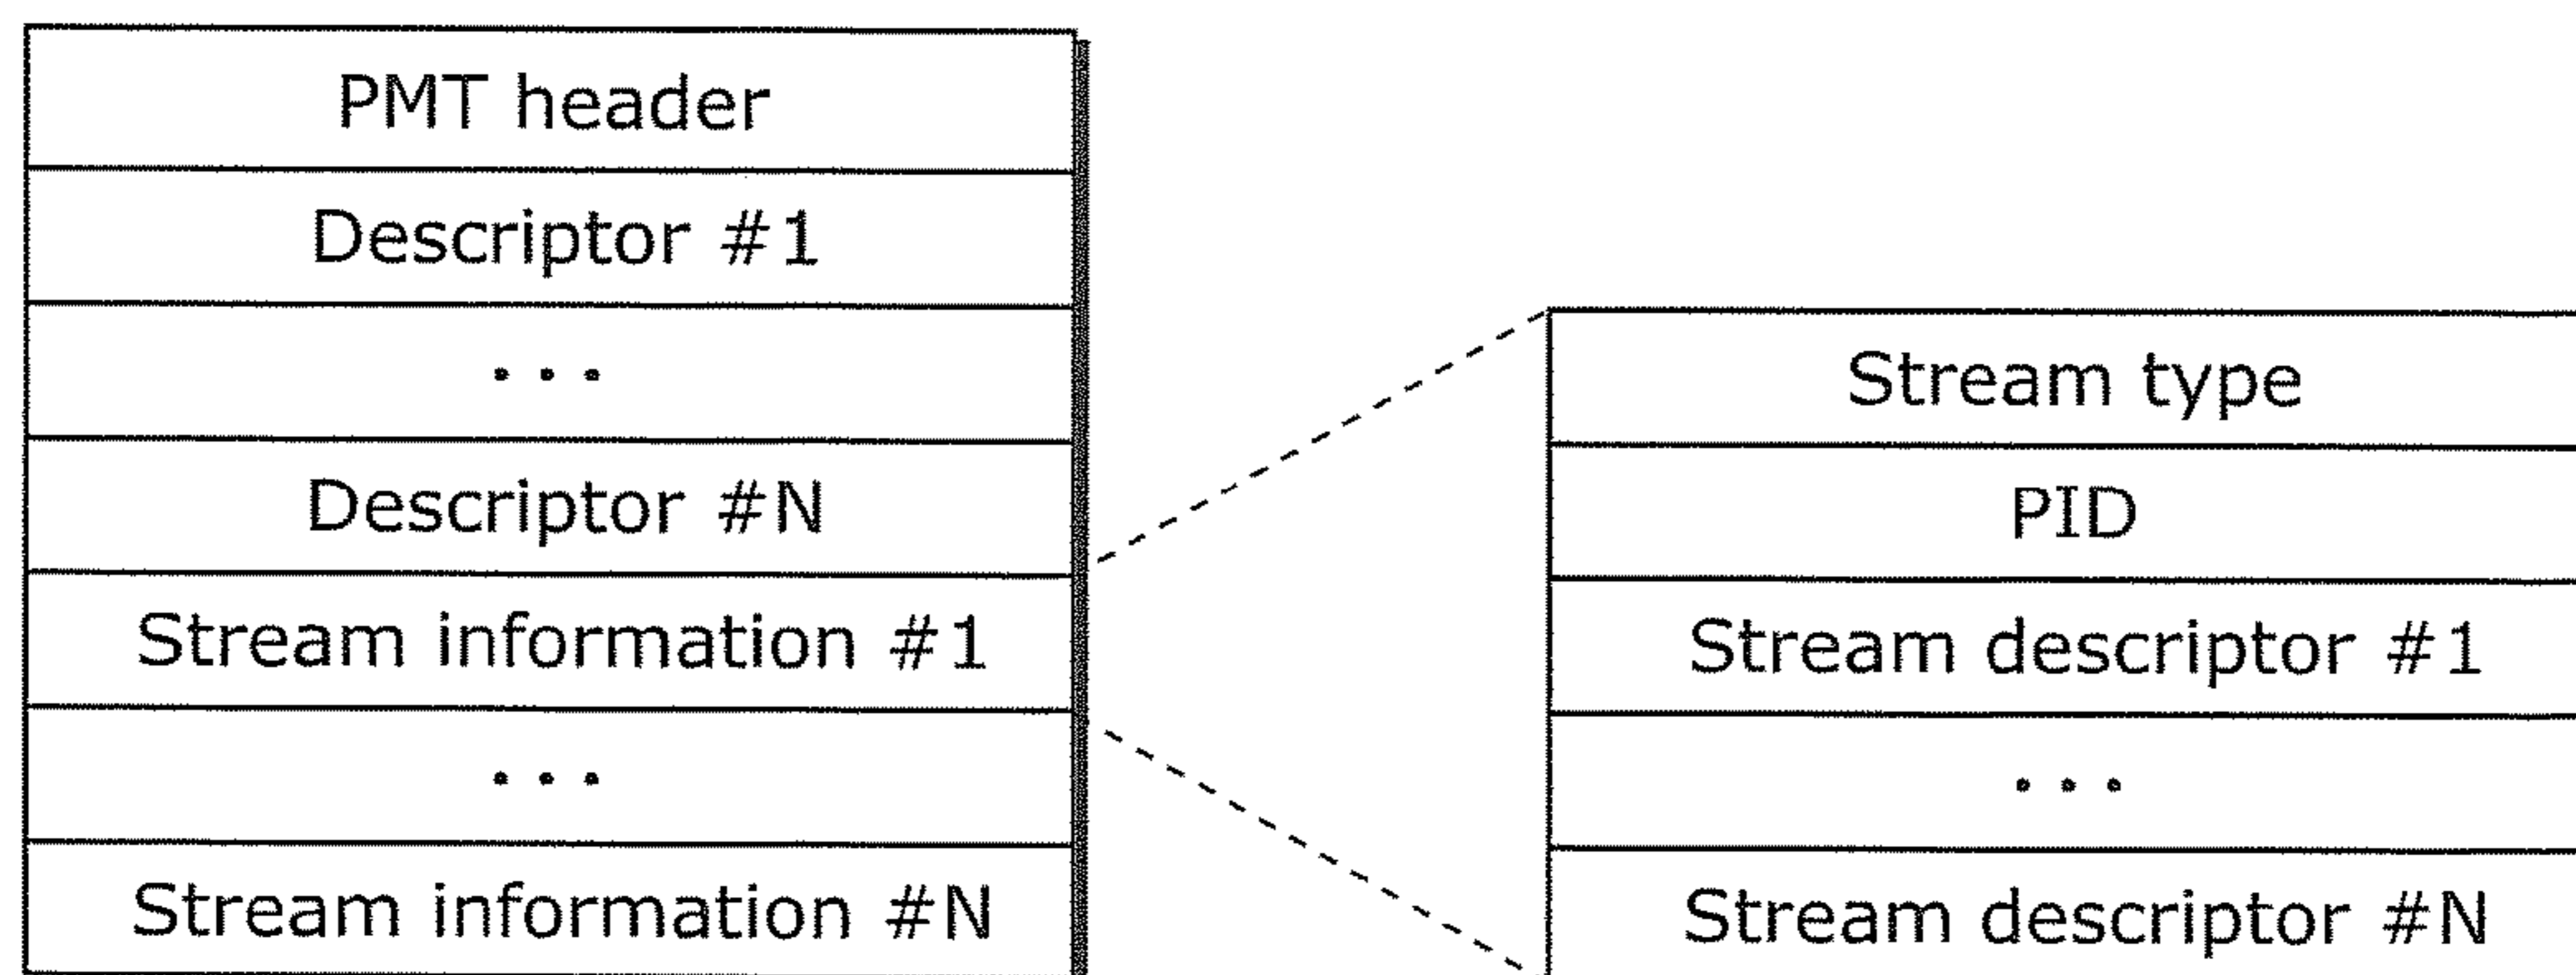 PMT header
Descriptor #1
...
Descriptor #N
Stream information #1
...
Stream information #N
Stream type
PID
Stream descriptor #1
...
Stream descriptor #N